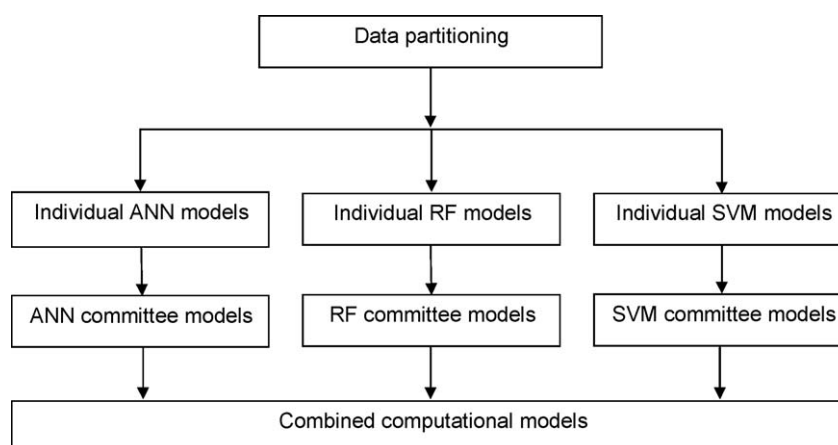 Data partitioning
Individual ANN models
Individual RF models
Individual SVM models
ANN committee models
RF committee models
SVM committee models
Combined computational models